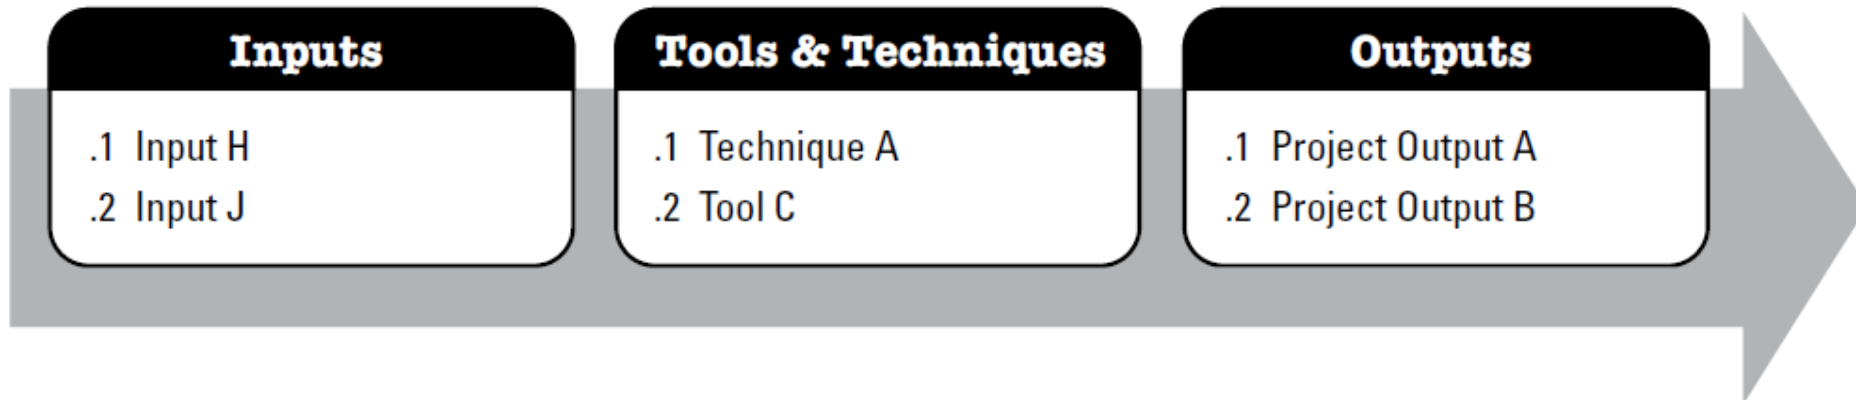 Inputs
.1 Input H
.2 Input J
Tools & Techniques
.1 Technique A
.2 Tool C
Outputs
.1 Project Output A
.2 Project Output B